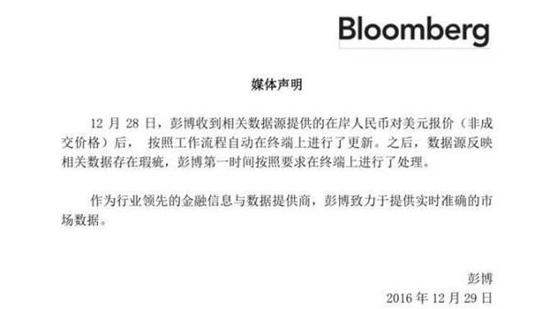 Bloomberg
媒体声明
12 月 28 日，彭博收到相关数据源提供的在岸人民币对美元报价（非成
交价格）后， 按照工作流程自动在终端上进行了更新。之后，数据源反映
相关数据存在瑕疵，彭博第一时间按照要求在终端上进行了处理。
作为行业领先的金融信息与数据提供商，彭博致力于提供实时准确的市
场数据。
彭博
2016 年 12 月 29 日